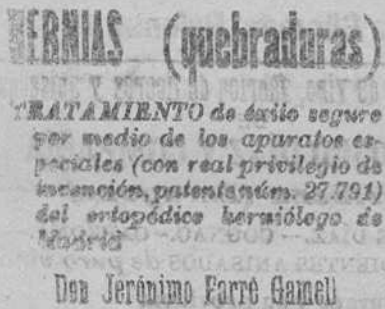 HERNIAS (quebraduras)
TRATAMIENTO de éxito seguro
por medio de los aparatos es-
peciales (con real privilegio de
invención, patente núm. 27.791)
del ortopédico herniólogo de
Madrid
Don Jerónimo Farré Gamell